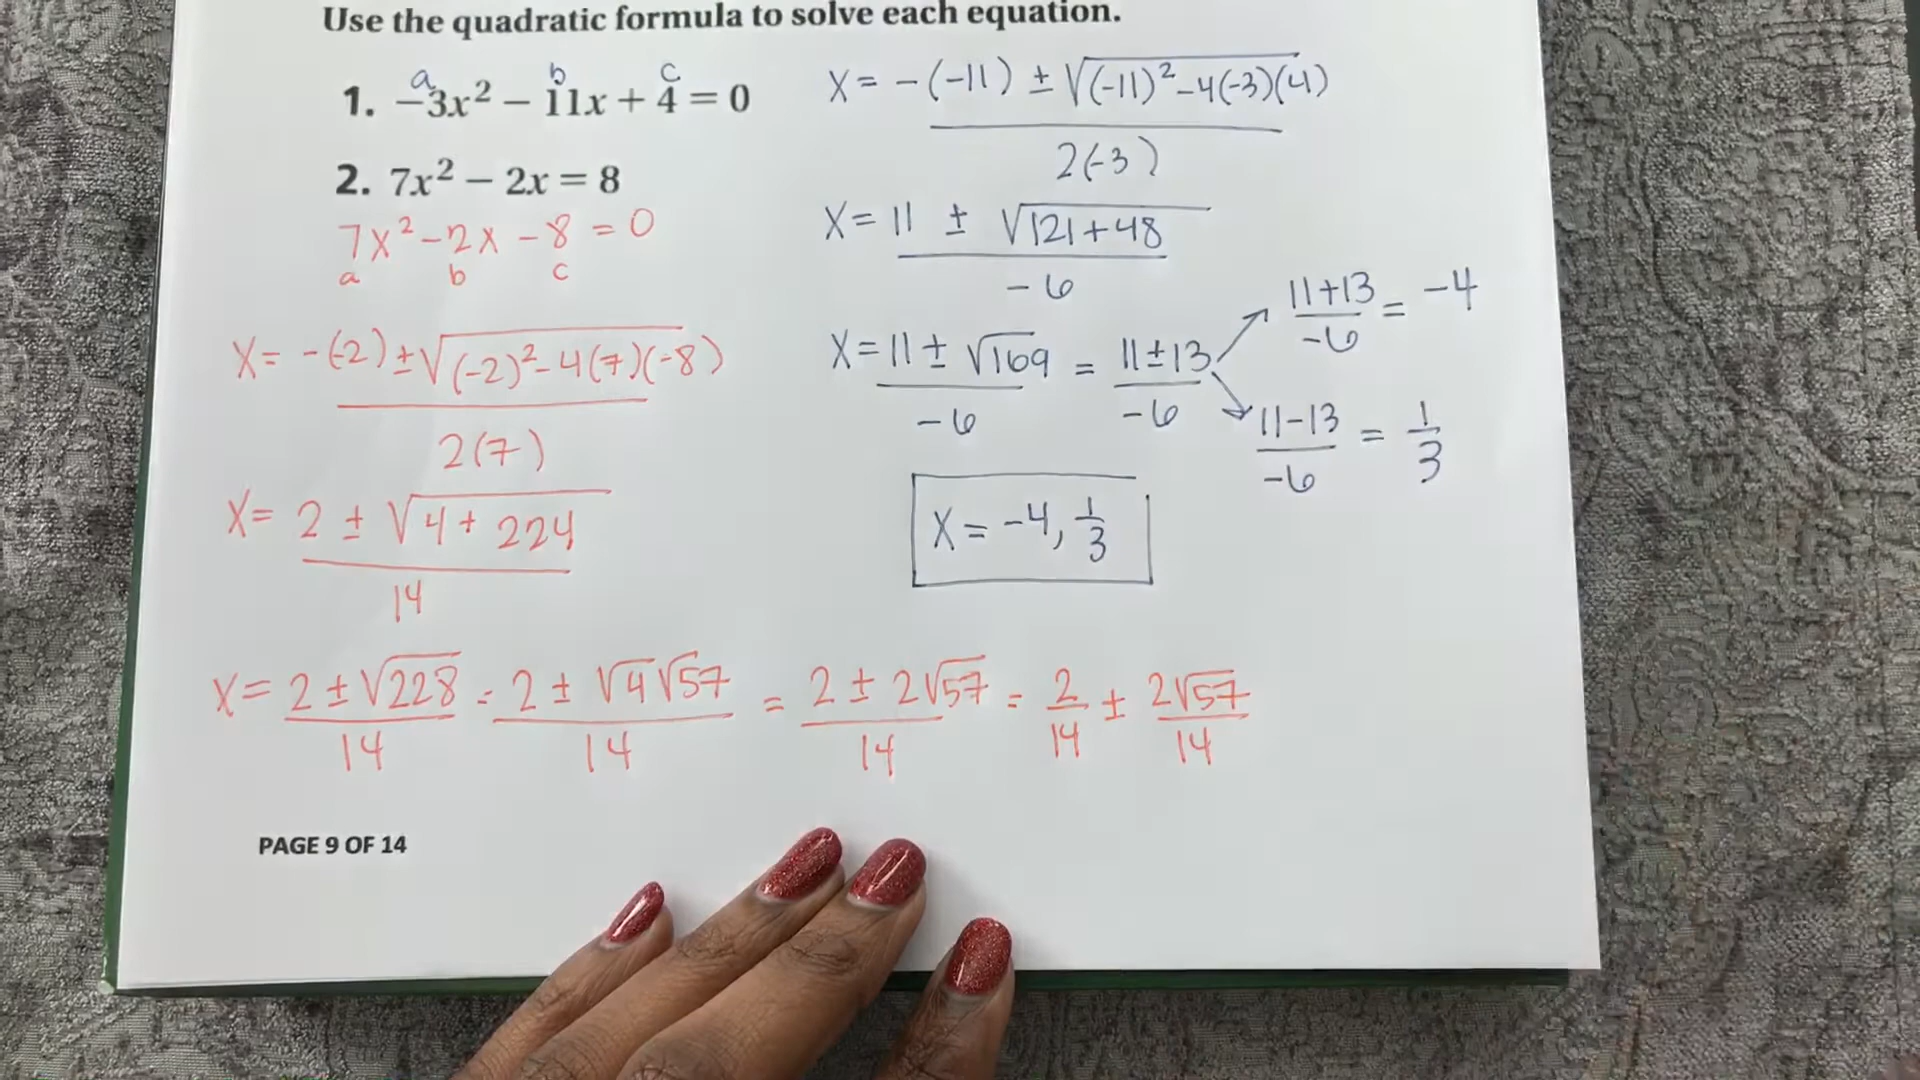 Use the quadratic formula to solve each equation.
a b c
1. −3x² − 11x + 4 = 0
X = −(−11) ± √(−11)² −4(−3)(4)
2(−3)
X = 11 ± √121+48
−6
X = 11 ± √169 = 11±13
−6 −6
11+13 = −4
−6
11−13 = 1/3
−6
X = −4, 1/3
2. 7x² − 2x = 8
7X² −2X −8 = 0
a b c
X = −(−2) ± √(−2)² −4(7)(−8)
2(7)
X = 2 ± √4 + 224
14
X = 2 ± √228 = 2 ± √4√57 = 2 ± 2√57 = 2 ± 2√57
14 14 14 14 14
PAGE 9 OF 14